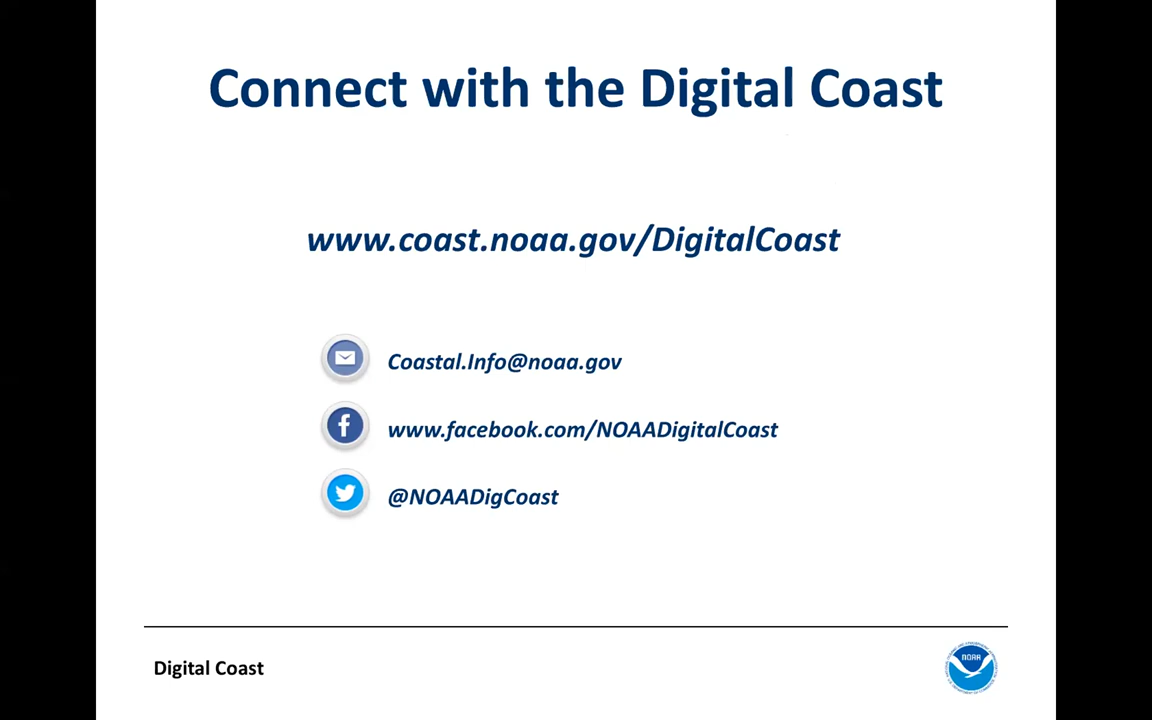 Connect with the Digital Coast
www.coast.noaa.gov/DigitalCoast
Coastal.Info@noaa.gov
www.facebook.com/NOAADigitalCoast
@NOAADigCoast
Digital Coast
NOAA